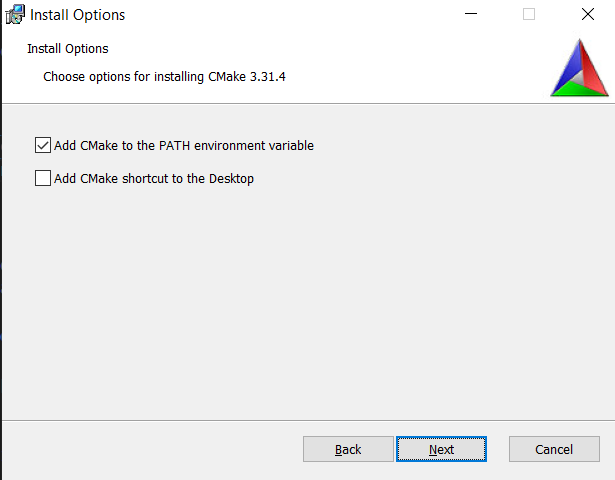 Install Options
Install Options
Choose options for installing CMake 3.31.4
Add CMake to the PATH environment variable
Add CMake shortcut to the Desktop
Back Next Cancel